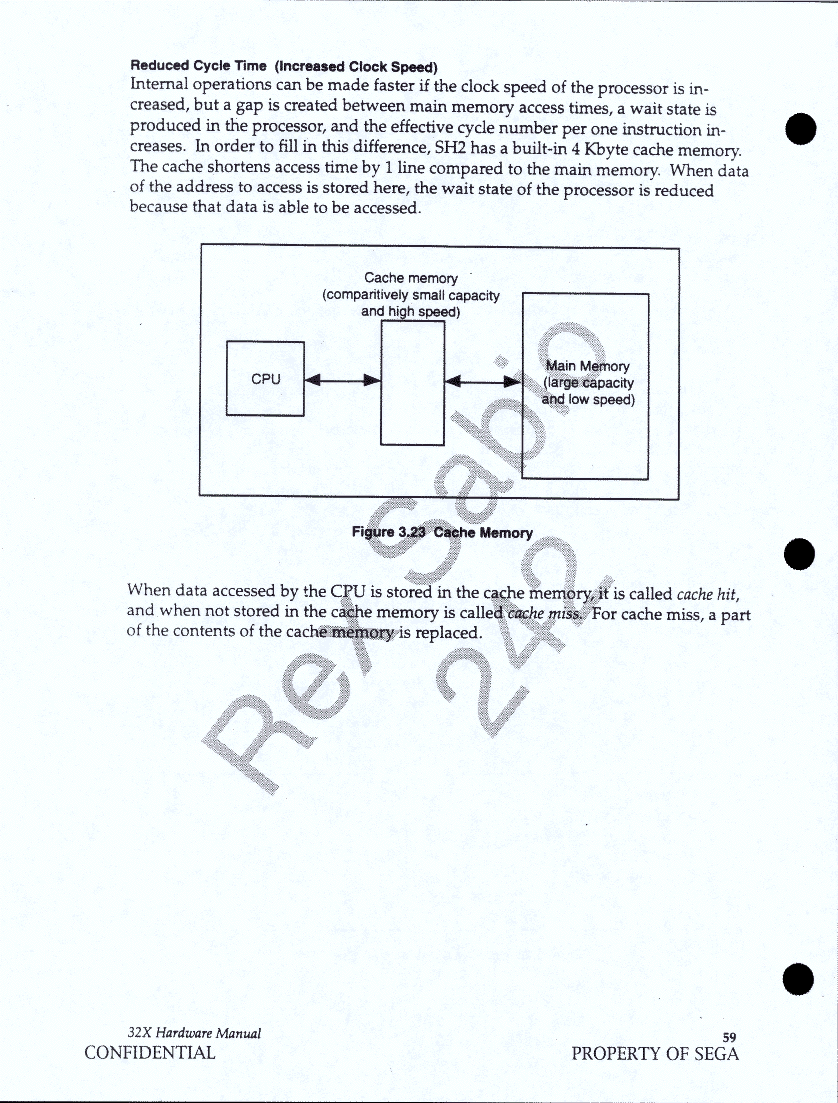 Reduced Cycle Time (Increased Clock Speed)
Internal operations can be made faster if the clock speed of the processor is in-
creased, but a gap is created between main memory access times, a wait state is
produced in the processor, and the effective cycle number per one instruction in-
creases. In order to fill in this difference, SH2 has a built-in 4 Kbyte cache memory.
The cache shortens access time by 1 line compared to the main memory. When data
of the address to access is stored here, the wait state of the processor is reduced
because that data is able to be accessed.
Cache memory
(comparitively small capacity
and high speed)
CPU
Main Memory
(large capacity
and low speed)
Figure 3.23 Cache Memory
When data accessed by the CPU is stored in the cache memory, it is called cache hit,
and when not stored in the cache memory is called cache miss. For cache miss, a part
of the contents of the cache memory is replaced.
Rex Sabio
242
32X Hardware Manual
59
CONFIDENTIAL
PROPERTY OF SEGA